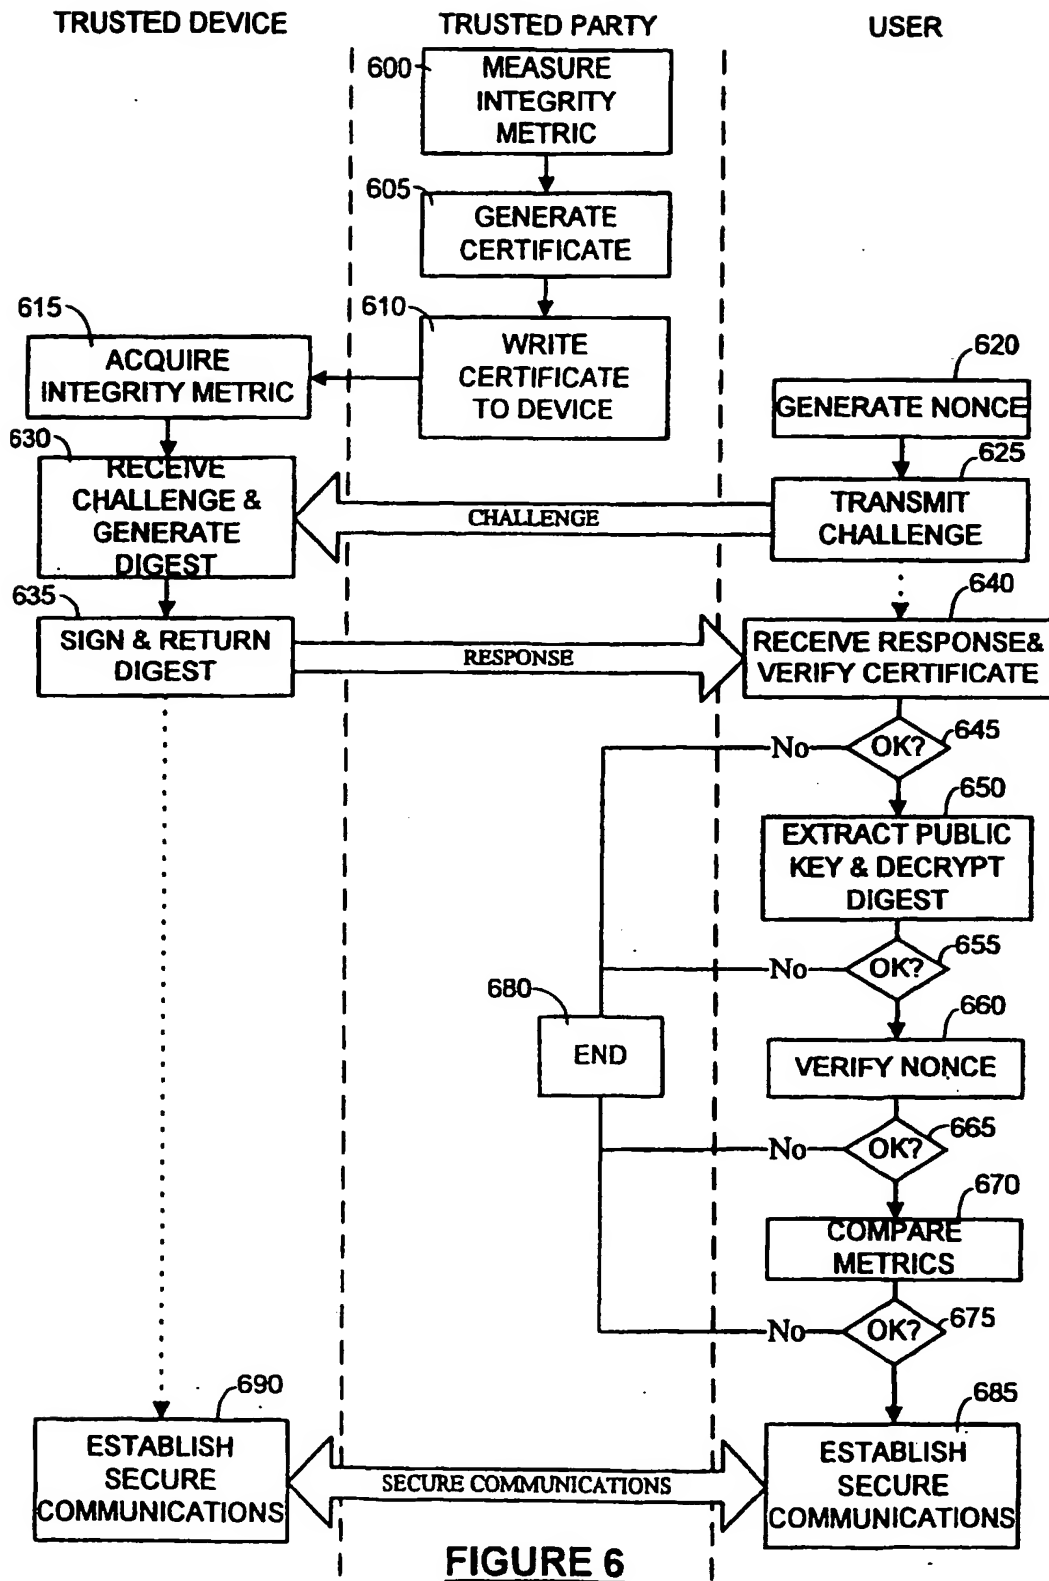 TRUSTED DEVICE
TRUSTED PARTY
USER
600
MEASURE
INTEGRITY
METRIC
605
GENERATE
CERTIFICATE
615
610
ACQUIRE
INTEGRITY METRIC
WRITE
CERTIFICATE
TO DEVICE
620
GENERATE NONCE
630
RECEIVE
CHALLENGE &
GENERATE
DIGEST
CHALLENGE
625
TRANSMIT
CHALLENGE
635
SIGN & RETURN
DIGEST
RESPONSE
640
RECEIVE RESPONSE&
VERIFY CERTIFICATE
No
OK?
645
650
EXTRACT PUBLIC
KEY & DECRYPT
DIGEST
No
OK?
655
680
END
660
VERIFY NONCE
No
OK?
665
670
COMPARE
METRICS
No
OK?
675
690
ESTABLISH
SECURE
COMMUNICATIONS
SECURE COMMUNICATIONS
685
ESTABLISH
SECURE
COMMUNICATIONS
FIGURE 6